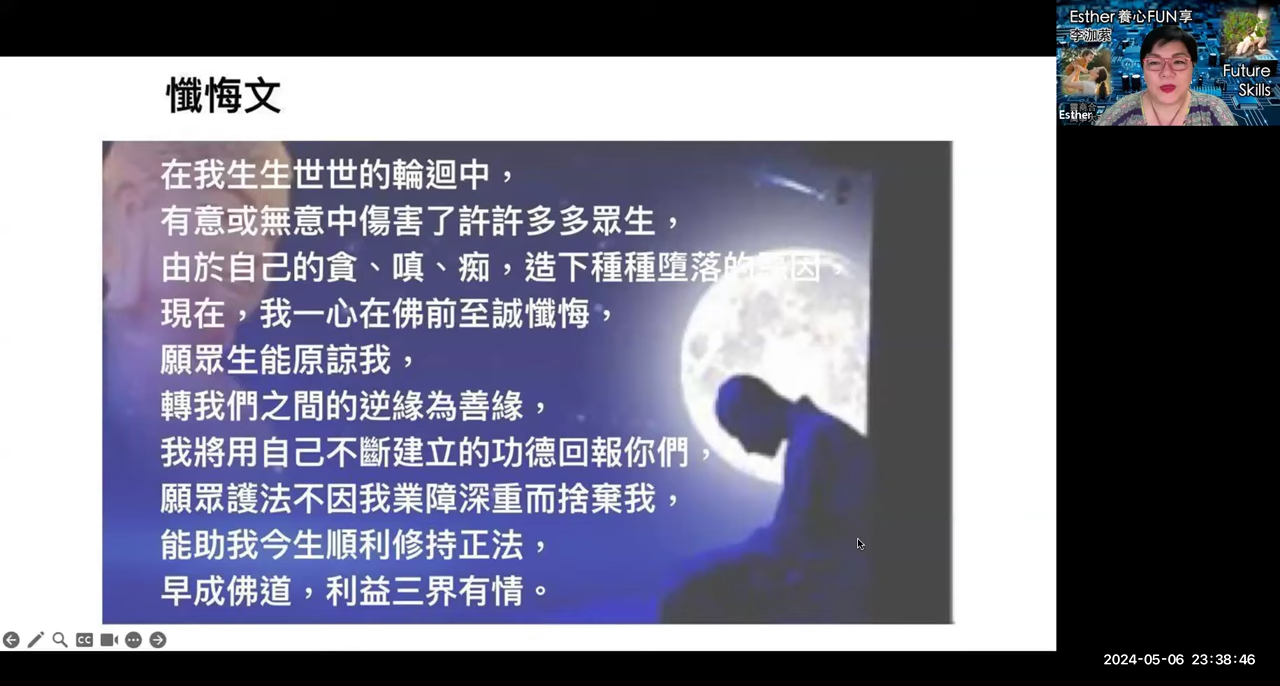 懺悔文
在我生生世世的輪迴中，
有意或無意中傷害了許許多多眾生，
由於自己的貪、嗔、痴，造下種種墮落的因。
現在，我一心在佛前至誠懺悔，
願眾生能原諒我，
轉我們之間的逆緣為善緣，
我將用自己不斷建立的功德回報你們，
願眾護法不因我業障深重而捨棄我，
能助我今生順利修持正法，
早成佛道，利益三界有情。
Esther 養心FUN享
李泇縈
Future
Skills
Esther
CC
2024-05-06 23:38:46